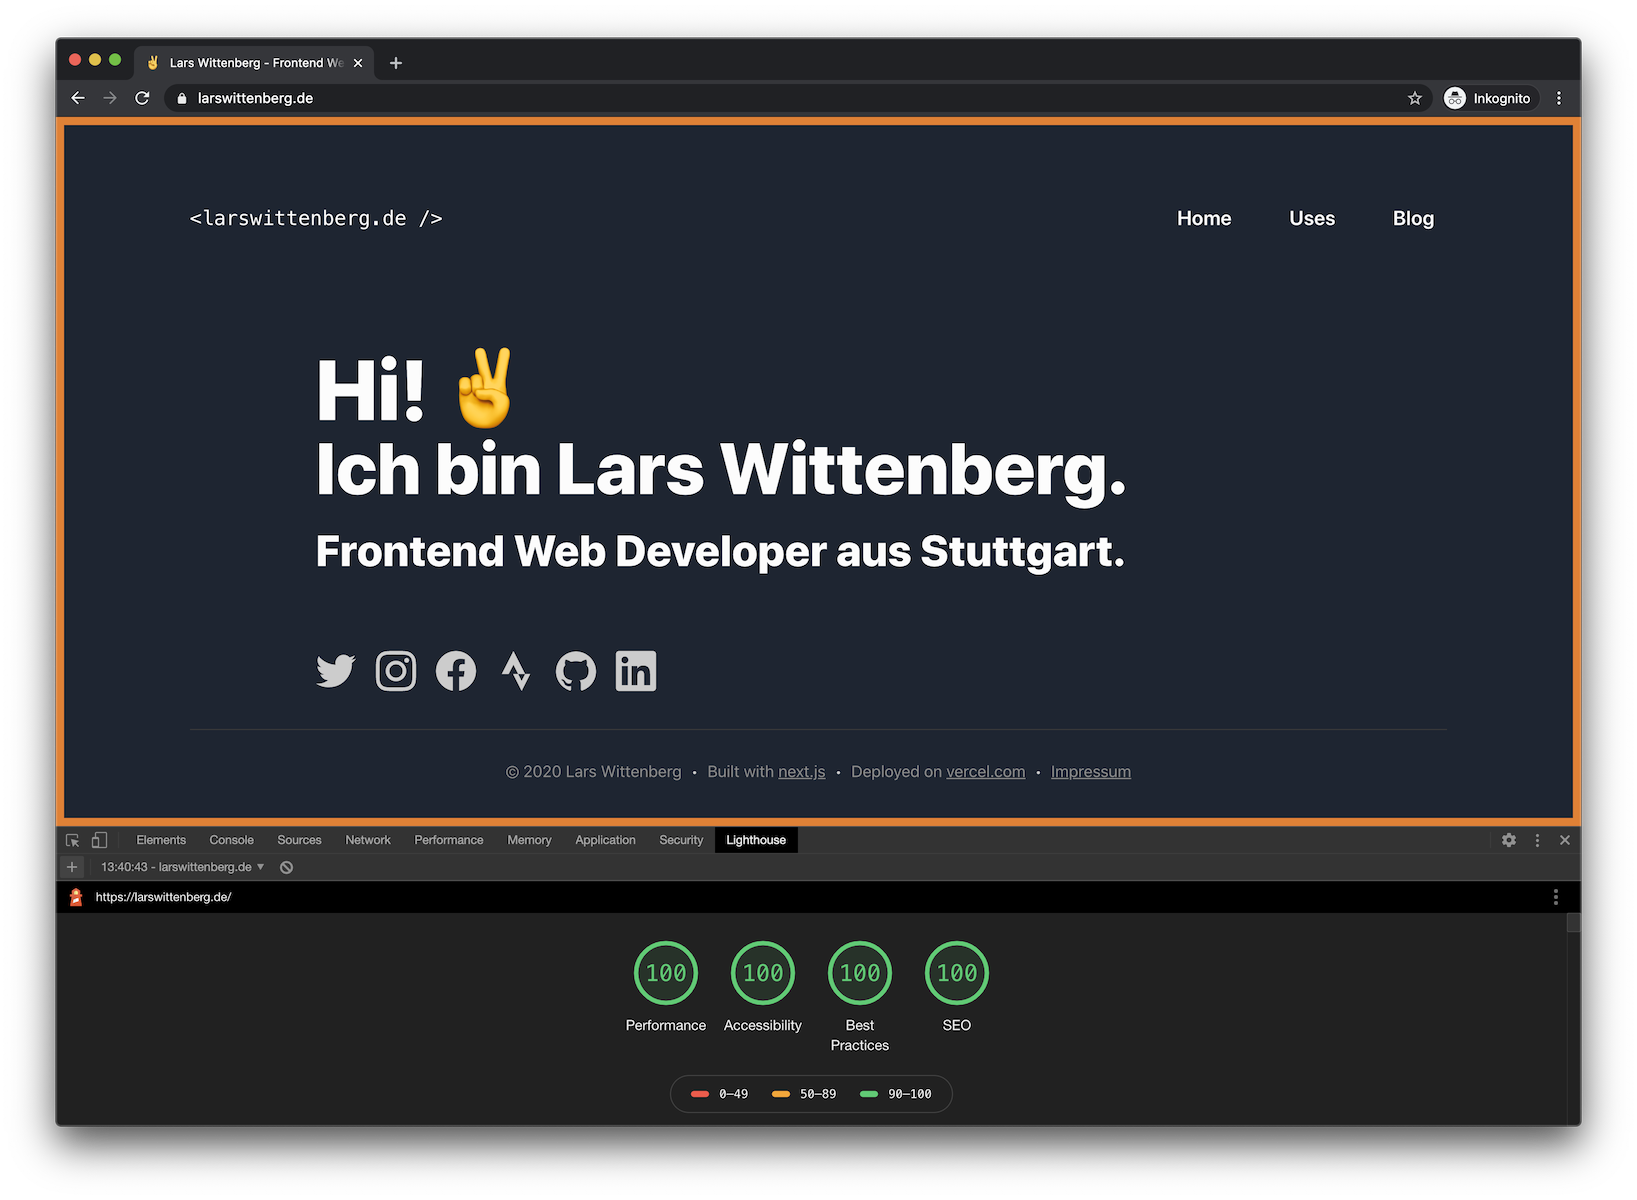 ✌️ Lars Wittenberg - Frontend We
larswittenberg.de
Inkognito
<larswittenberg.de />
Home Uses Blog
Hi! ✌️
Ich bin Lars Wittenberg.
Frontend Web Developer aus Stuttgart.
© 2020 Lars Wittenberg • Built with next.js • Deployed on vercel.com • Impressum
Elements Console Sources Network Performance Memory Application Security Lighthouse
13:40:43 - larswittenberg.de
https://larswittenberg.de/
100 100 100 100
Performance Accessibility Best Practices SEO
0–49 50–89 90–100